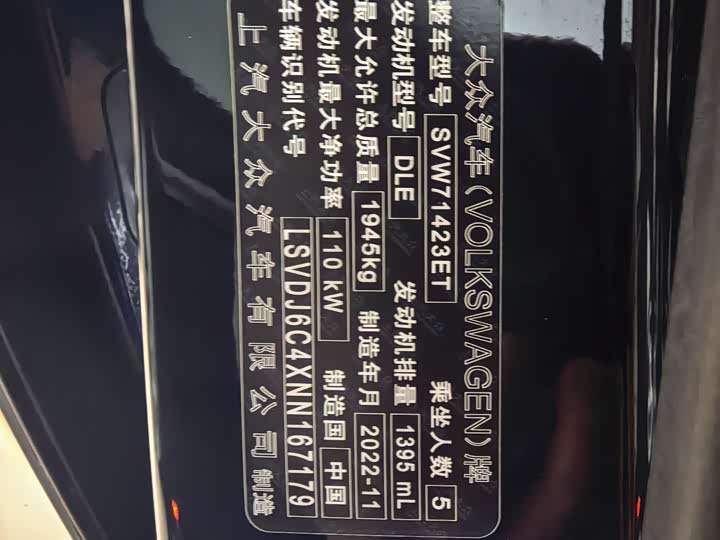 大众汽车(VOLKSWAGEN)牌
整车型号 SVW71423ET 乘坐人数 5
发动机型号 DLE 发动机排量 1395 mL
最大允许总质量 1945kg 制造年月 2022-11
发动机最大净功率 110 kW 制造国 中国
车辆识别代号 LSVDJ6C4XNN167179
上汽大众汽车有限公司 制造